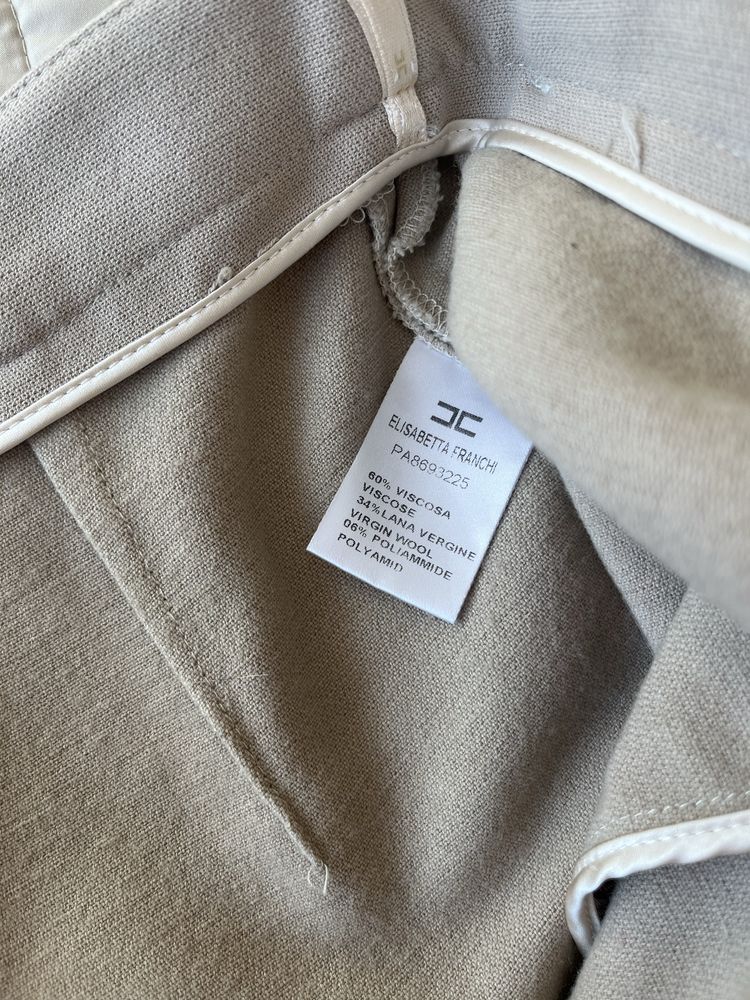 ELISABETTA FRANCHI
PA8693225
60% VISCOSA
VISCOSE
34% LANA VERGINE
VIRGIN WOOL
06% POLIAMMIDE
POLYAMID